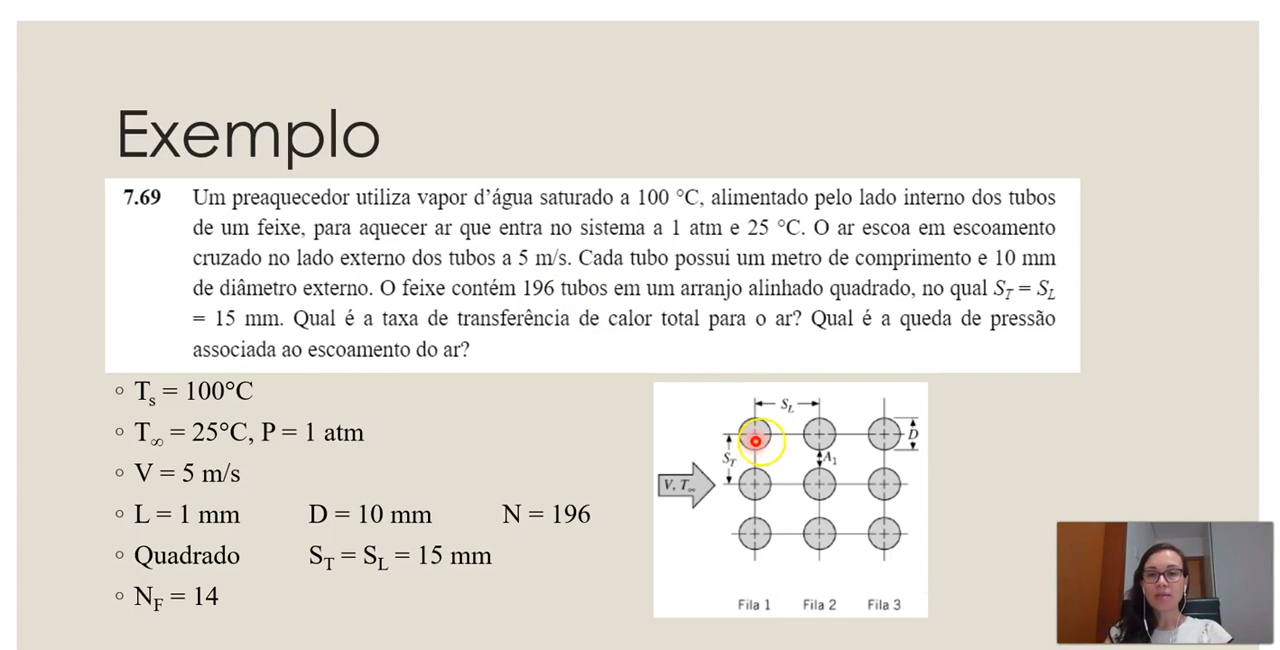 Exemplo
7.69 Um preaquecedor utiliza vapor d'água saturado a 100 °C, alimentado pelo lado interno dos tubos
de um feixe, para aquecer ar que entra no sistema a 1 atm e 25 °C. O ar escoa em escoamento
cruzado no lado externo dos tubos a 5 m/s. Cada tubo possui um metro de comprimento e 10 mm
de diâmetro externo. O feixe contém 196 tubos em um arranjo alinhado quadrado, no qual S_T = S_L
= 15 mm. Qual é a taxa de transferência de calor total para o ar? Qual é a queda de pressão
associada ao escoamento do ar?
◦ T_s = 100°C
◦ T_∞ = 25°C, P = 1 atm
◦ V = 5 m/s
◦ L = 1 mm D = 10 mm N = 196
◦ Quadrado S_T = S_L = 15 mm
◦ N_F = 14
S_L
D
S_T
A_1
V, T_∞
Fila 1 Fila 2 Fila 3